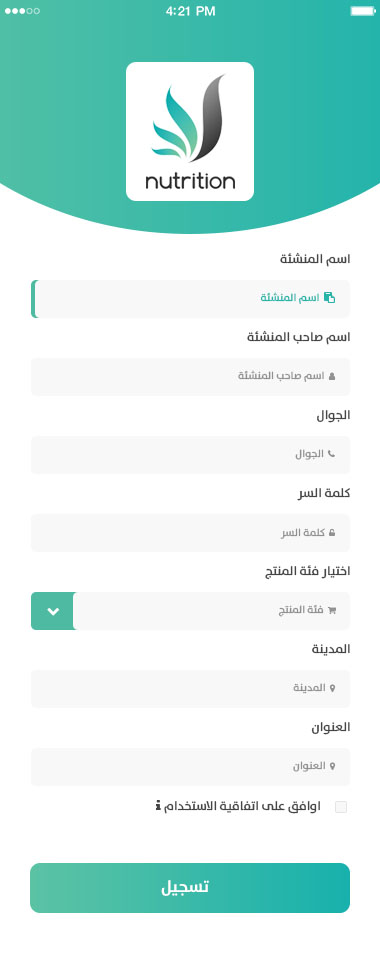 4:21 PM
nutrition
اسم المنشئة
اسم المنشئة
اسم صاحب المنشئة
اسم صاحب المنشئة
الجوال
الجوال
كلمة السر
كلمة السر
اختيار فئة المنتج
فئة المنتج
المدينة
المدينة
العنوان
العنوان
اوافق على اتفاقية الاستخدام
تسجيل